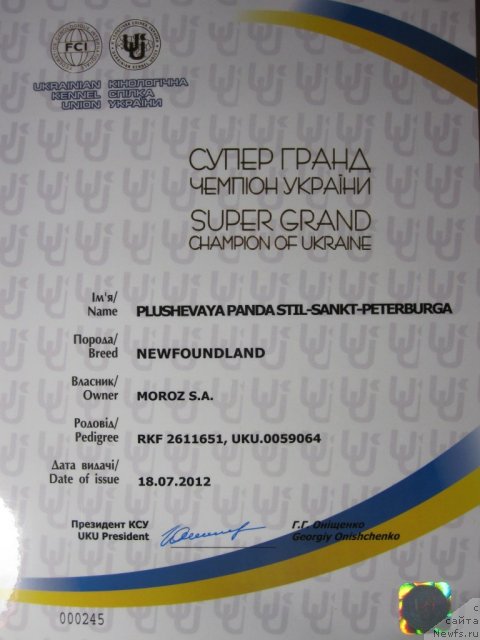 FCI
UKRAINIAN КІНОЛОГІЧНА
KENNEL СПІЛКА
UNION УКРАЇНИ
СУПЕР ГРАНД
ЧЕМПІОН УКРАЇНИ
SUPER GRAND
CHAMPION OF UKRAINE
Ім'я/
Name PLUSHEVAYA PANDA STIL-SANKT-PETERBURGA
Порода/
Breed NEWFOUNDLAND
Власник/
Owner MOROZ S.A.
Родовід/
Pedigree RKF 2611651, UKU.0059064
Дата видачі/
Date of issue 18.07.2012
Президент КСУ Г.Г. Оніщенко
UKU President Georgiy Onishchenko
000245
с
сайта
Newfs.ru